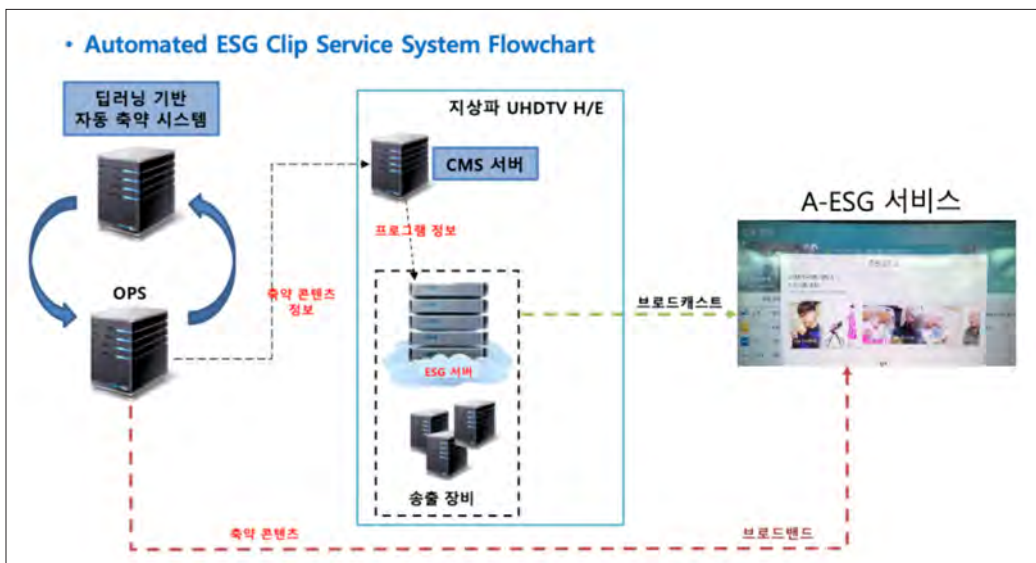 • Automated ESG Clip Service System Flowchart
딥러닝 기반
자동 축약 시스템
지상파 UHDTV H/E
CMS 서버
A-ESG 서비스
프로그램 정보
OPS
축약 콘텐츠
정보
브로드캐스트
ESG 서버
송출 장비
축약 콘텐츠
브로드밴드